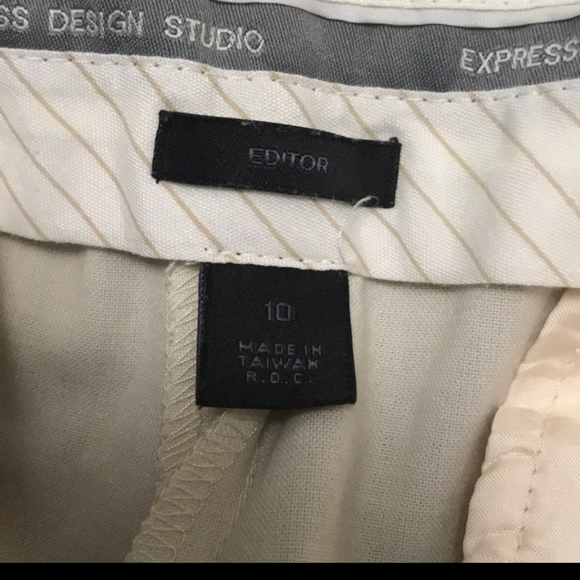 SS DESIGN STUDIO EXPRESS
EDITOR
10
MADE IN
TAIWAN
R.O.C.